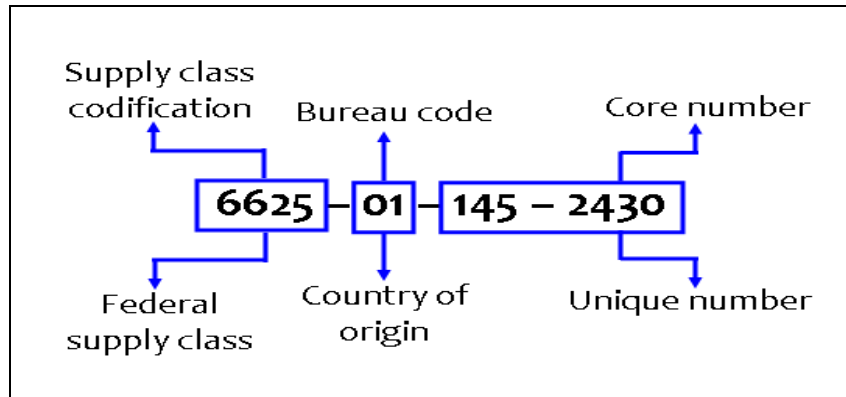 Supply class
codification
Bureau code
Core number
6625 – 01 – 145 – 2430
Federal
supply class
Country of
origin
Unique number